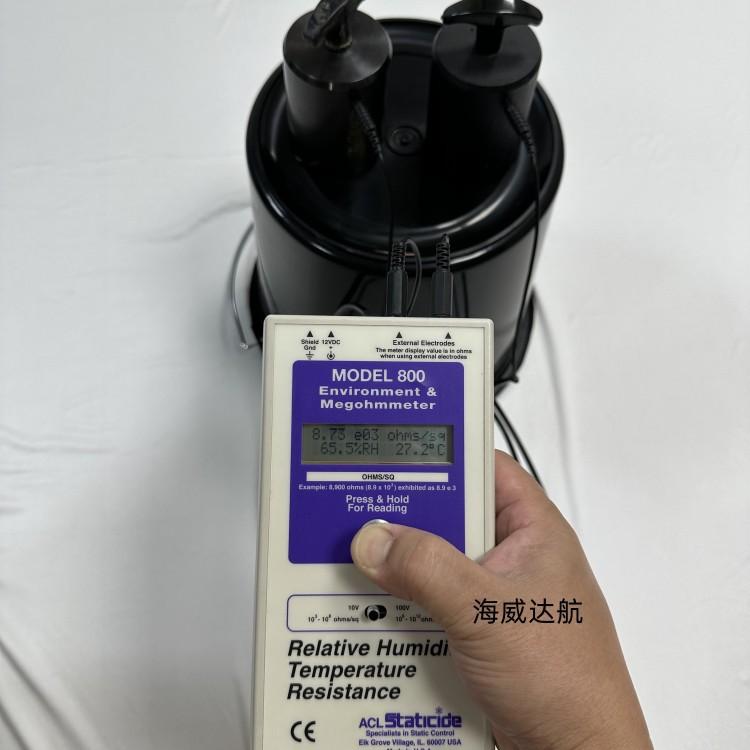 Shield 12VDC
Gnd +
External Electrodes
The meter display value is in ohms
when using external electrodes
MODEL 800
Environment &
Megohmmeter
8.73 e03 ohms/sq
65.5%RH 27.2°C
OHMS/SQ
Example: 8,900 ohms (8.9 x 10³) exhibited as 8.9 e 3
Press & Hold
For Reading
10V 100V
ohms/sq
海威达航
Relative Humidi
Temperature
Resistance
CE
ACL Staticide
Specialists in Static Control
Elk Grove Village, IL. 60007 USA